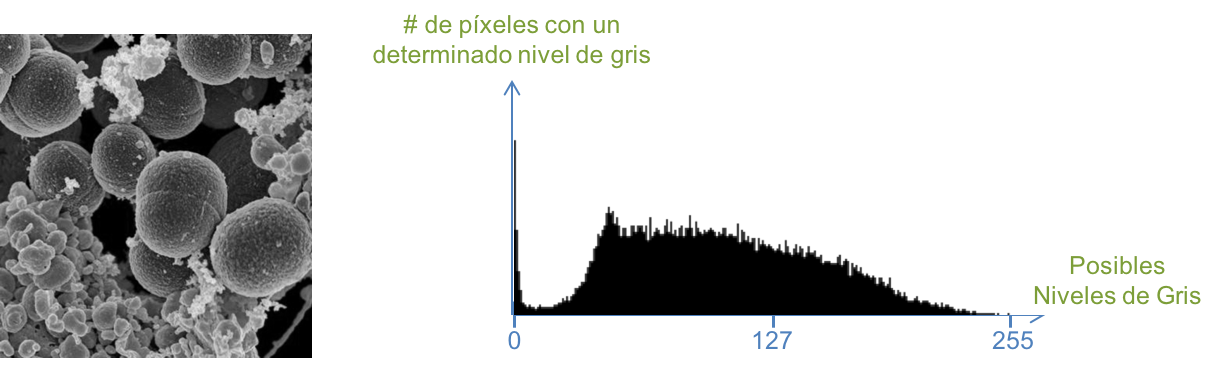 # de píxeles con un
determinado nivel de gris
Posibles
Niveles de Gris
0
127
255